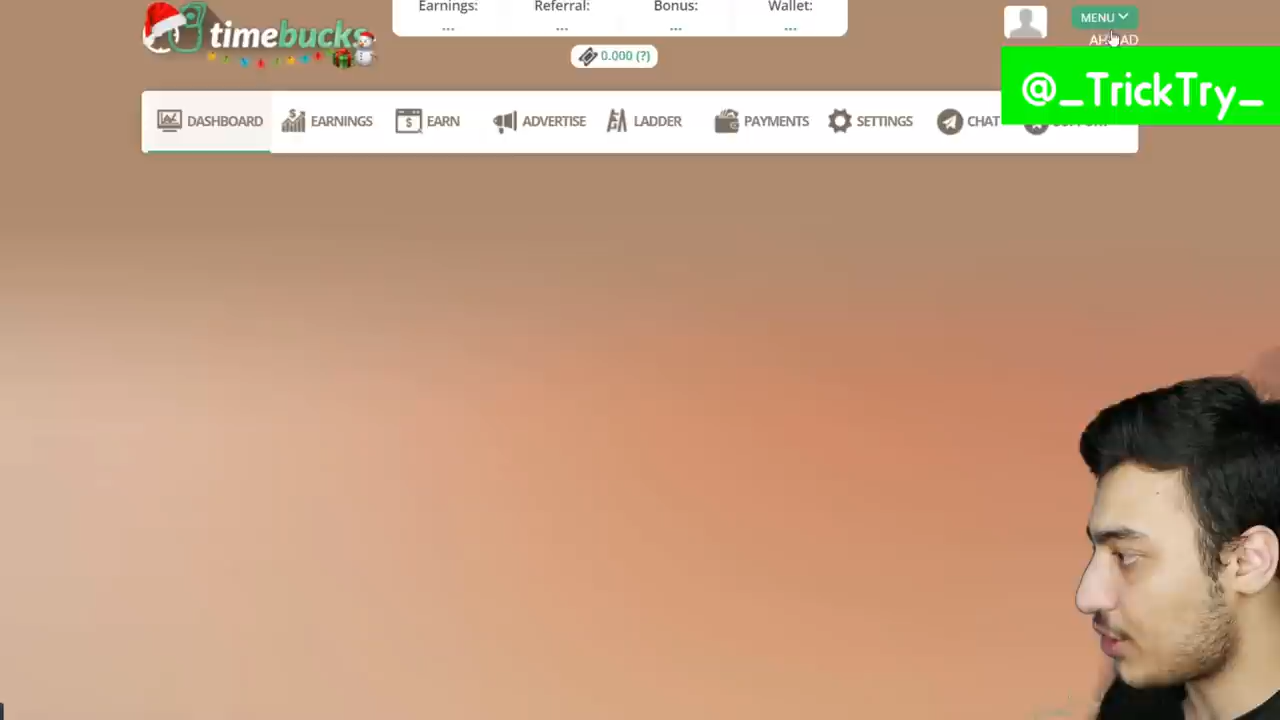 Earnings: Referral: Bonus: Wallet:
--- --- --- ---
timebucks
0.000 (?)
MENU
@_TrickTry_
DASHBOARD EARNINGS EARN ADVERTISE LADDER PAYMENTS SETTINGS CHAT